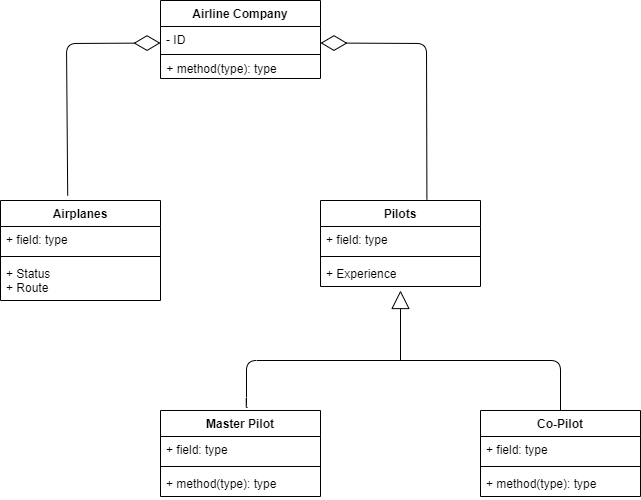 Airline Company
- ID
+ method(type): type
Airplanes
+ field: type
+ Status
+ Route
Pilots
+ field: type
+ Experience
Master Pilot
+ field: type
+ method(type): type
Co-Pilot
+ field: type
+ method(type): type